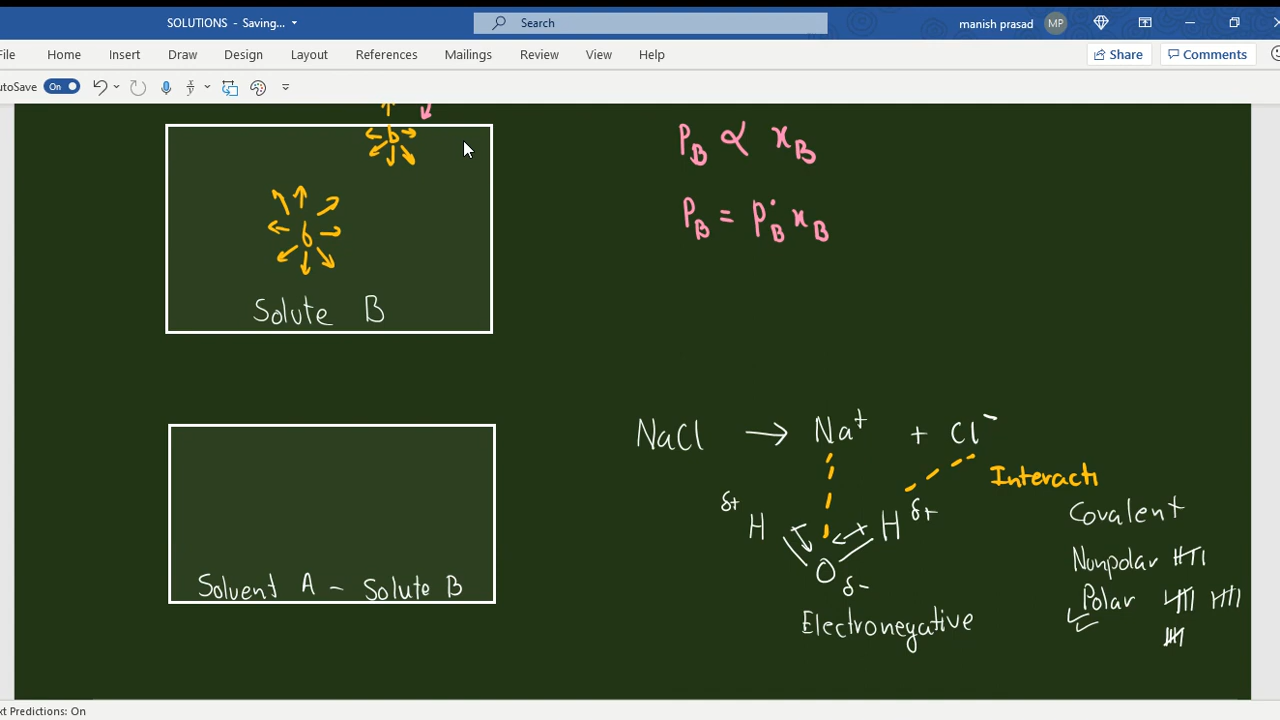 SOLUTIONS - Saving...
Search
manish prasad MP
File Home Insert Draw Design Layout References Mailings Review View Help Share Comments
AutoSave On
b
P_B ∝ x_B
b
P_B = P°_B x_B
Solute B
NaCl → Na⁺ + Cl⁻
Interacti
δ+ H H δ+
Covalent
O δ-
Nonpolar
Solvent A - Solute B
Polar
Electronegative
xt Predictions: On